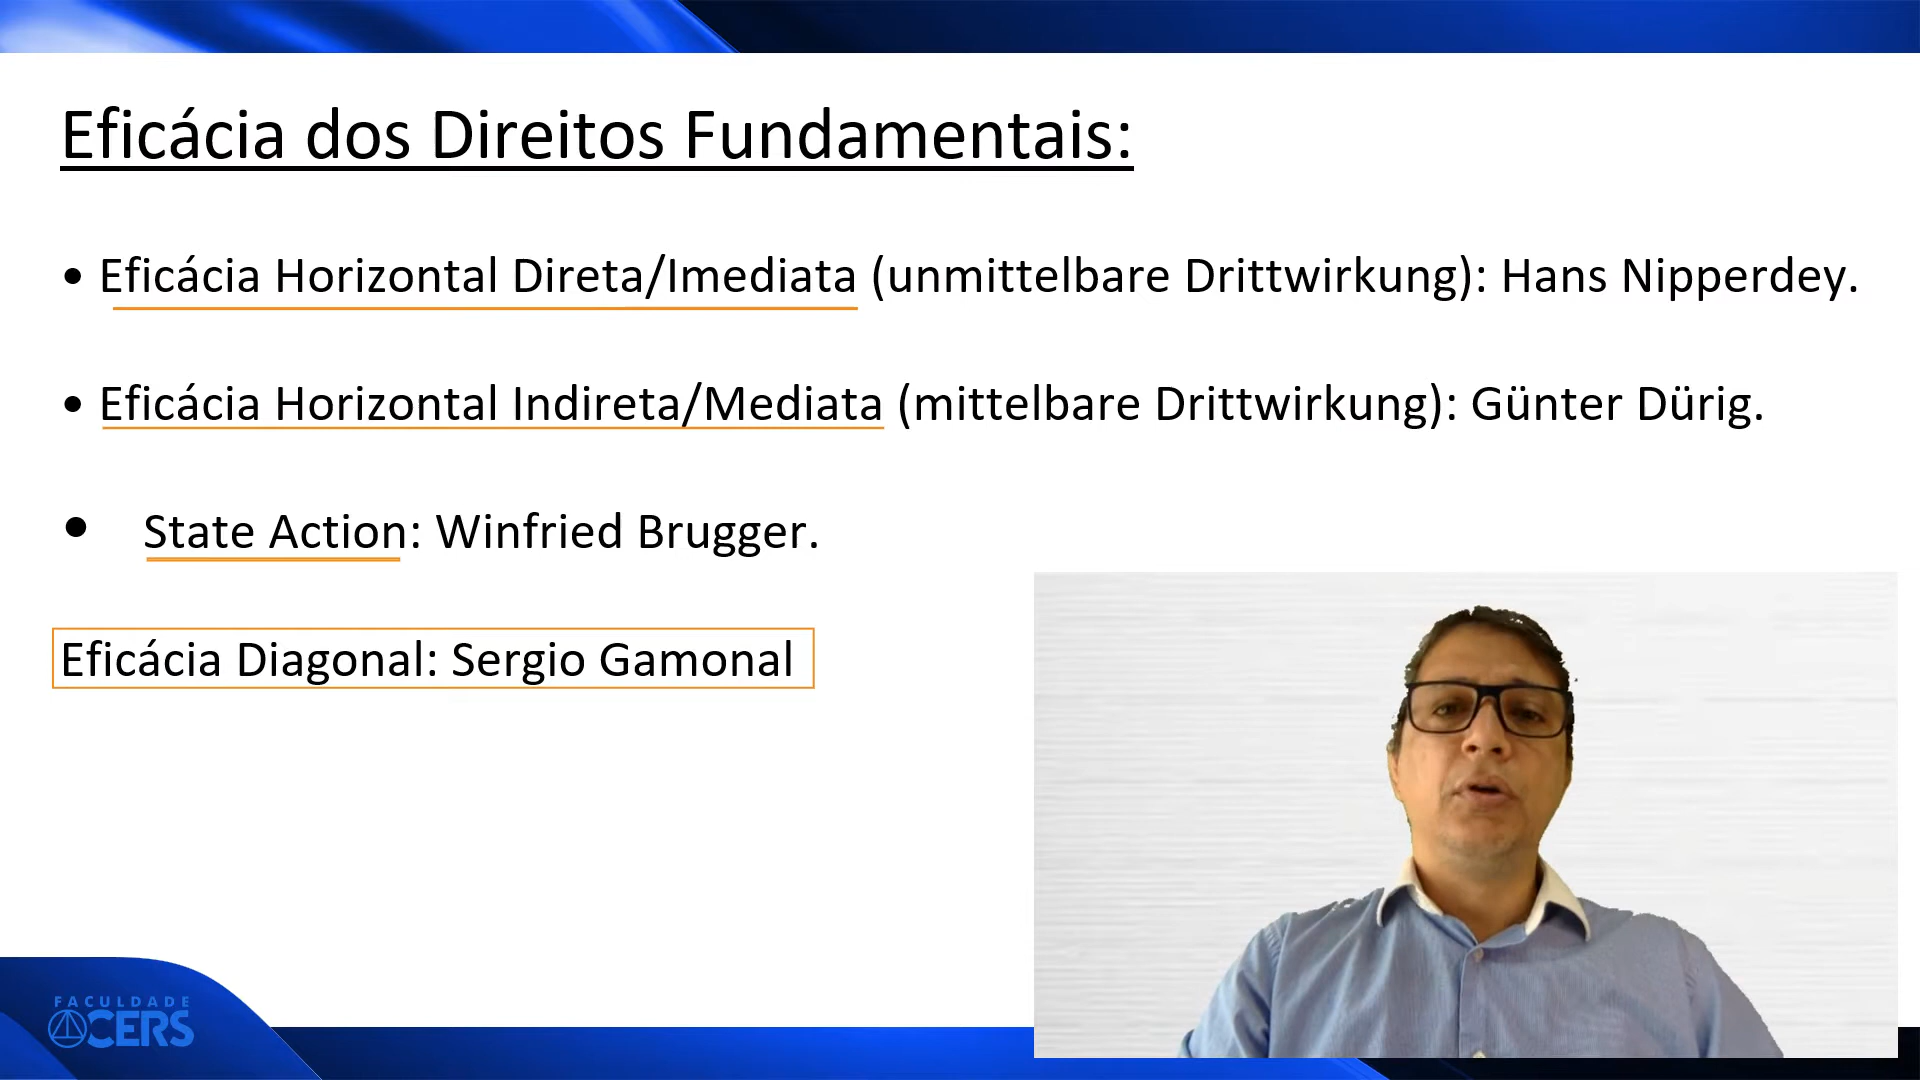 Eficácia dos Direitos Fundamentais:
• Eficácia Horizontal Direta/Imediata (unmittelbare Drittwirkung): Hans Nipperdey.
• Eficácia Horizontal Indireta/Mediata (mittelbare Drittwirkung): Günter Dürig.
• State Action: Winfried Brugger.
Eficácia Diagonal: Sergio Gamonal
FACULDADE
CERS